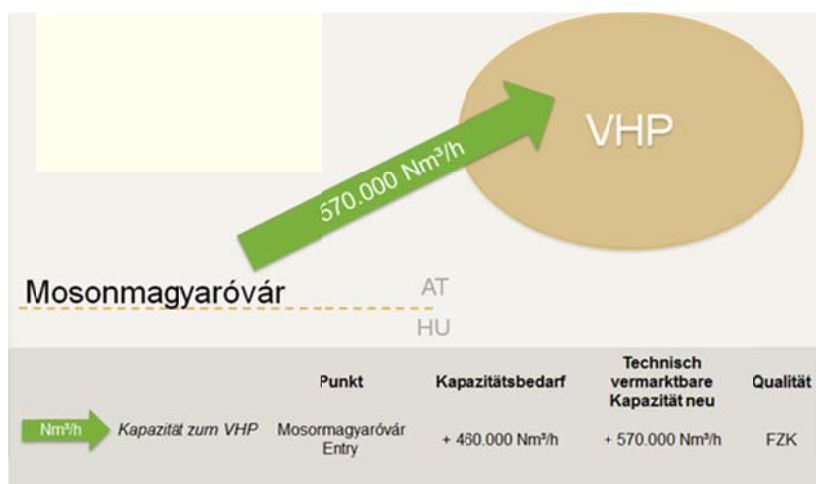 VHP
570.000 Nm³/h
Mosonmagyaróvár
AT
HU
Punkt
Kapazitätsbedarf
Technisch
vermarktbare
Kapazität neu
Qualität
Nm³/h
Kapazität zum VHP
Mosormagyaróvár
Entry
+ 460.000 Nm³/h
+ 570.000 Nm³/h
FZK